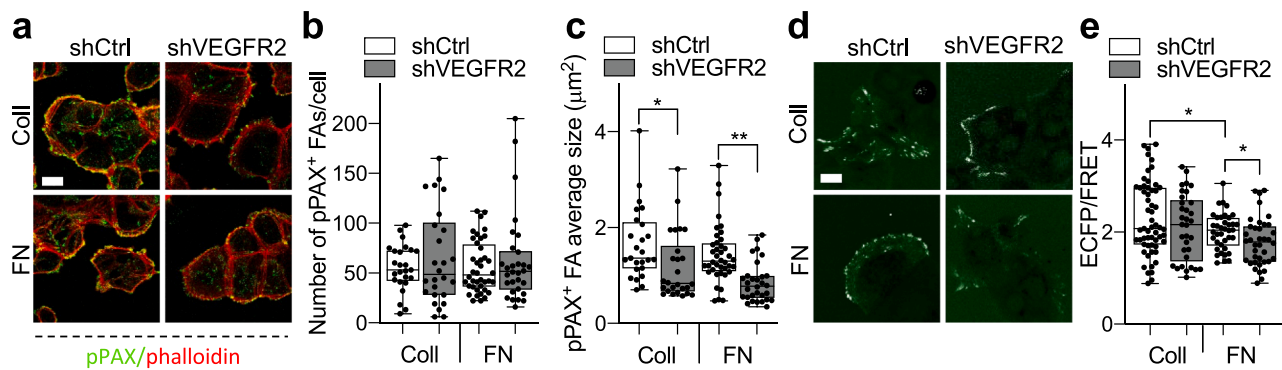 a
shCtrl shVEGFR2
Coll
FN
pPAX/phalloidin
b
shCtrl
shVEGFR2
Number of pPAX⁺ FAs/cell
200
150
100
50
0
Coll FN
c
shCtrl
shVEGFR2
pPAX⁺ FA average size (μm²)
4
2
0
*
**
Coll FN
d
shCtrl shVEGFR2
Coll
FN
e
shCtrl
shVEGFR2
ECFP/FRET
4
2
0
*
*
Coll FN